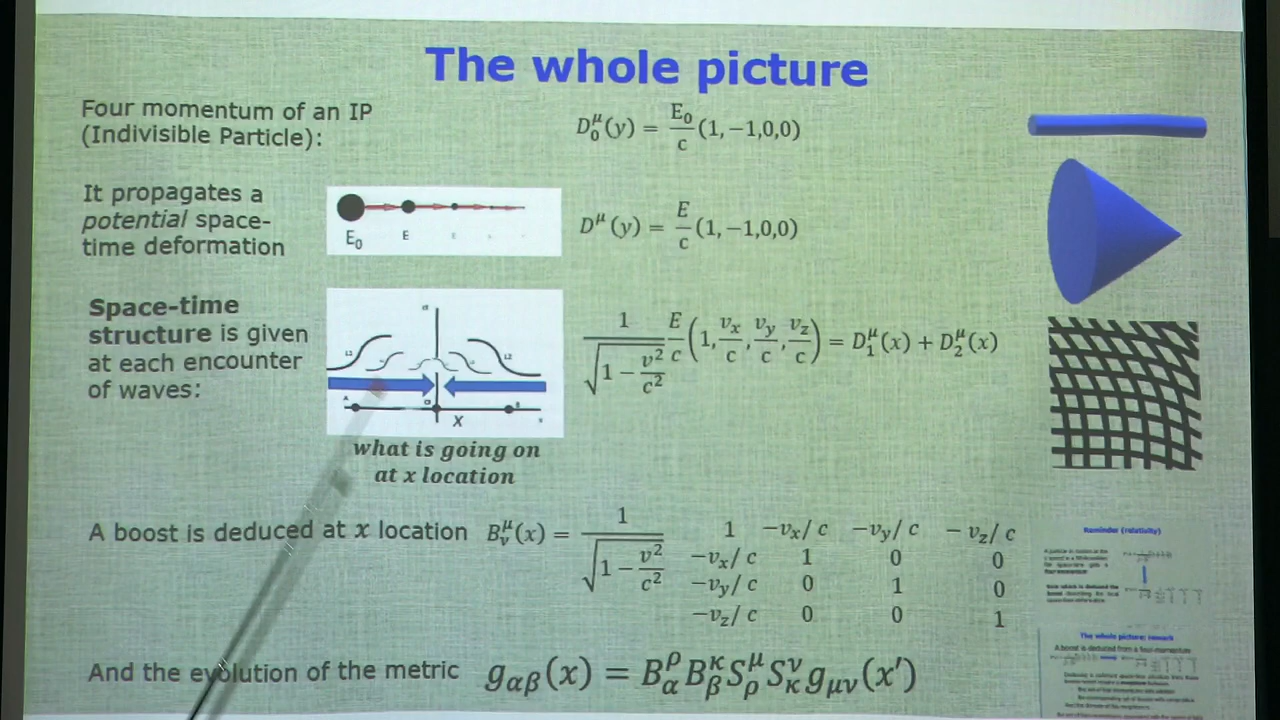 The whole picture
Four momentum of an IP
(Indivisible Particle):
D₀^μ(y) = E₀/c (1, −1,0,0)
It propagates a
potential space-
time deformation
E₀ E
D^μ(y) = E/c (1, −1,0,0)
Space-time
structure is given
at each encounter
of waves:
L1 L2
A
X
1/√(1 − v²/c²) E/c (1, vₓ/c, v_y/c, v_z/c) = D₁^μ(x) + D₂^μ(x)
what is going on
at x location
A boost is deduced at x location B_ν^μ(x) = 1/√(1 − v²/c²)
1 −vₓ/c −v_y/c − v_z/c
−vₓ/c 1 0 0
−v_y/c 0 1 0
−v_z/c 0 0 1
And the evolution of the metric g_αβ(x) = B_α^ρ B_β^κ S_ρ^μ S_κ^ν g_μν(x′)
Reminder (relativity)
The whole picture: remark
A boost is deduced from a four-momentum